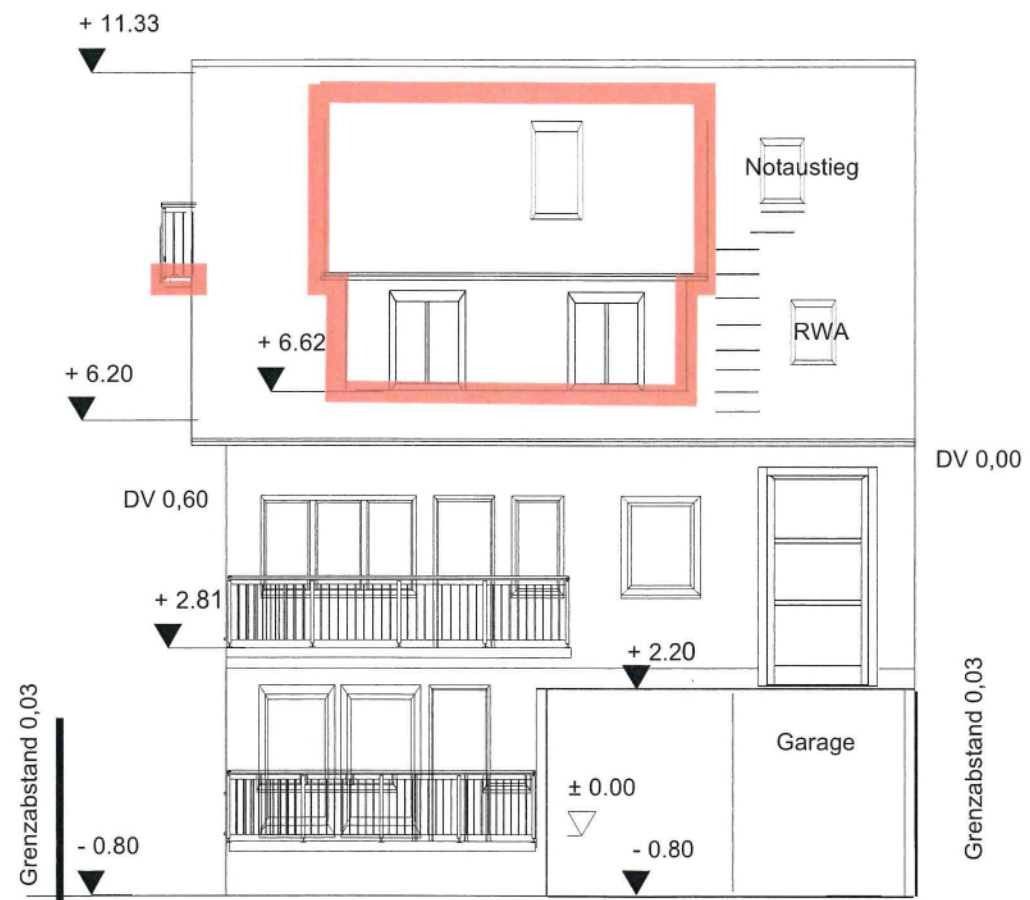 + 11.33
Notaustieg
RWA
+ 6.62
+ 6.20
DV 0,00
DV 0,60
+ 2.81
+ 2.20
Grenzabstand 0,03
Grenzabstand 0,03
Garage
± 0.00
- 0.80
- 0.80